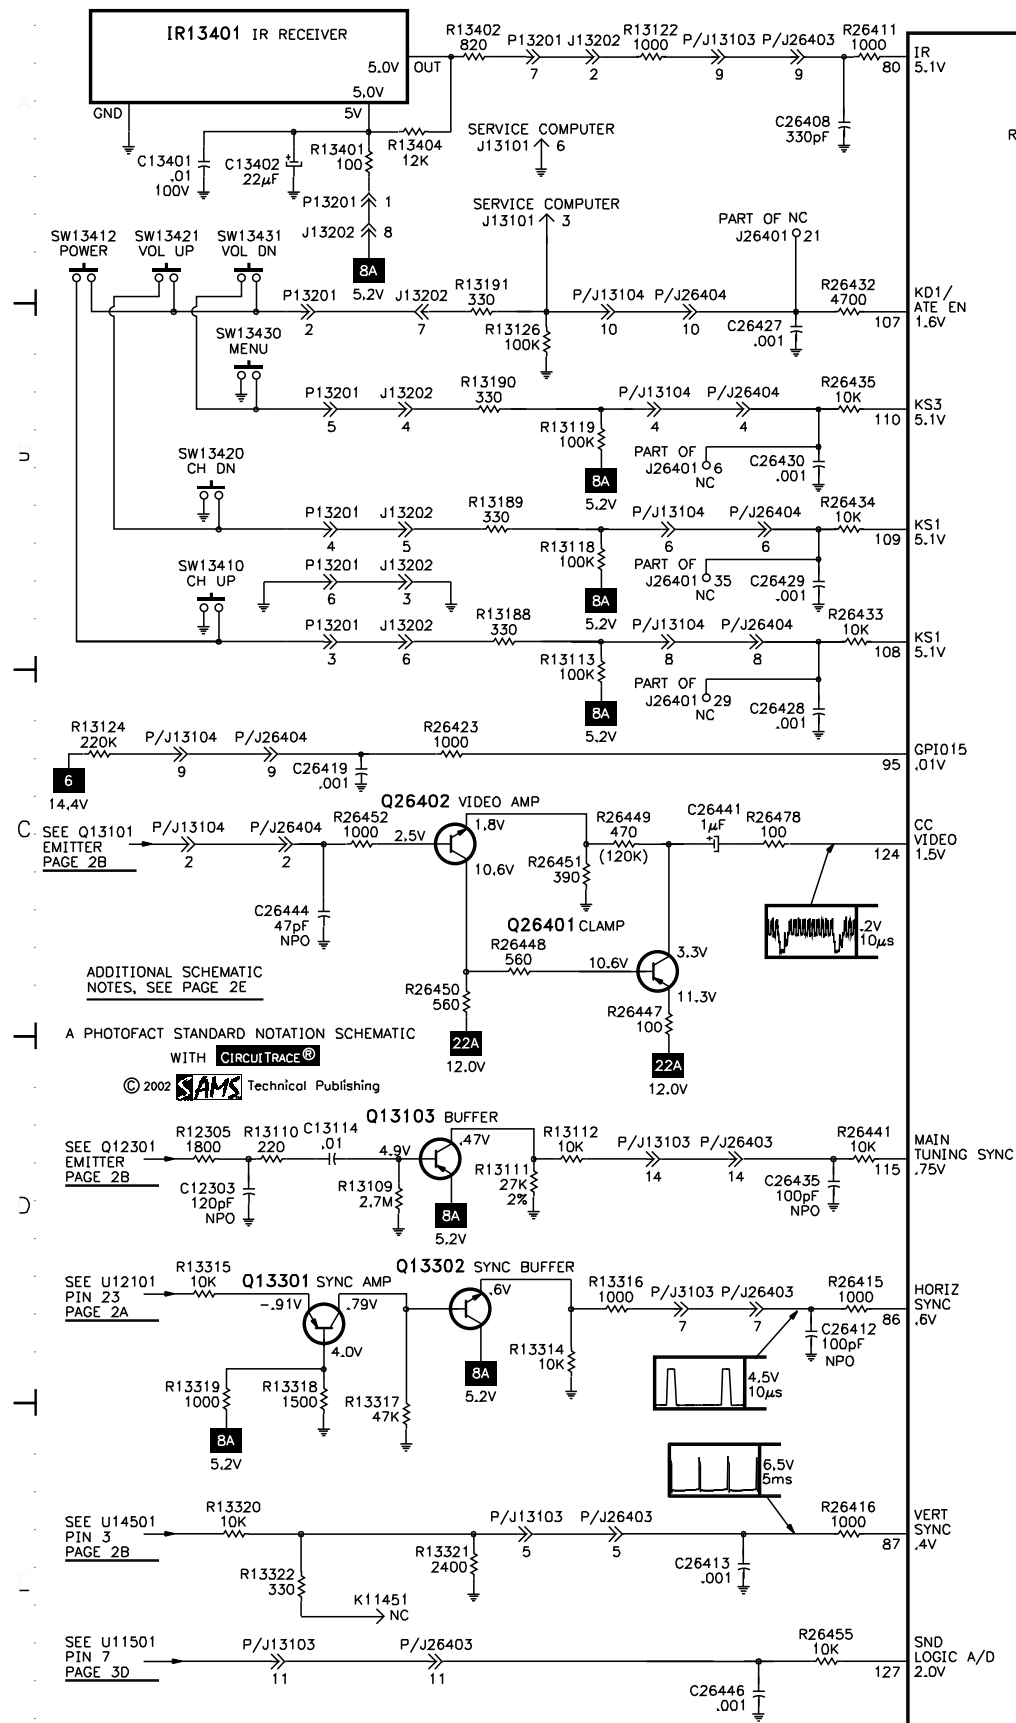 IR13401 IR RECEIVER
5.0V
OUT
5.0V
5V
GND
R13402
820
P13201
7
J13202
2
R13122
1000
P/J13103
9
P/J26403
9
R26411
1000
80
IR
5.1V
C26408
330pF
R
C13401
.01
100V
C13402
+
22µF
R13401
100
R13404
12K
P13201
1
J13202
8
8A
5.2V
SERVICE COMPUTER
J13101
6
SERVICE COMPUTER
J13101
3
PART OF NC
J26401
21
SW13412
POWER
SW13421
VOL UP
SW13431
VOL DN
P13201
2
J13202
7
R13191
330
R13126
100K
P/J13104
10
P/J26404
10
C26427
.001
R26432
4700
107
KD1/
ATE EN
1.6V
SW13430
MENU
P13201
5
J13202
4
R13190
330
R13119
100K
8A
5.2V
P/J13104
4
P/J26404
4
PART OF
J26401
6
NC
C26430
.001
R26435
10K
110
KS3
5.1V
B
SW13420
CH DN
P13201
4
J13202
5
R13189
330
R13118
100K
8A
5.2V
P/J13104
6
P/J26404
6
PART OF
J26401
35
NC
C26429
.001
R26434
10K
109
KS1
5.1V
SW13410
CH UP
P13201
6
J13202
3
P13201
3
J13202
6
R13188
330
R13113
100K
8A
5.2V
P/J13104
8
P/J26404
8
PART OF
J26401
29
NC
C26428
.001
R26433
10K
108
KS1
5.1V
R13124
220K
6
14.4V
P/J13104
9
P/J26404
9
C26419
.001
R26423
1000
95
GPI015
.01V
C
SEE Q13101
EMITTER
PAGE 2B
P/J13104
2
P/J26404
2
C26444
47pF
NPO
R26452
1000
Q26402 VIDEO AMP
2.5V
1.8V
10.6V
R26451
390
R26449
470
(120K)
C26441
1µF
+
R26478
100
124
CC
VIDEO
1.5V
.2V
10µs
Q26401 CLAMP
R26448
560
10.6V
3.3V
11.3V
R26450
560
22A
12.0V
R26447
100
22A
12.0V
ADDITIONAL SCHEMATIC
NOTES, SEE PAGE 2E
A PHOTOFACT STANDARD NOTATION SCHEMATIC
WITH CIRCUITRACE®
© 2002 SAMS Technical Publishing
D
SEE Q12301
EMITTER
PAGE 2B
R12305
1800
C12303
120pF
NPO
R13110
220
C13114
.01
R13109
2.7M
Q13103 BUFFER
4.9V
.47V
8A
5.2V
R13111
27K
2%
R13112
10K
P/J13103
14
P/J26403
14
C26435
100pF
NPO
R26441
10K
115
MAIN
TUNING SYNC
.75V
SEE U12101
PIN 23
PAGE 2A
R13315
10K
Q13301 SYNC AMP
-.91V
.79V
4.0V
R13319
1000
8A
5.2V
R13318
1500
R13317
47K
Q13302 SYNC BUFFER
.6V
8A
5.2V
R13314
10K
R13316
1000
P/J3103
7
P/J26403
7
C26412
100pF
NPO
R26415
1000
86
HORIZ
SYNC
.6V
4.5V
10µs
6.5V
5ms
SEE U14501
PIN 3
PAGE 2B
R13320
10K
R13322
330
K11451
NC
R13321
2400
P/J13103
5
P/J26403
5
C26413
.001
R26416
1000
87
VERT
SYNC
.4V
SEE U11501
PIN 7
PAGE 3D
P/J13103
11
P/J26403
11
C26446
.001
R26455
10K
127
SND
LOGIC A/D
2.0V